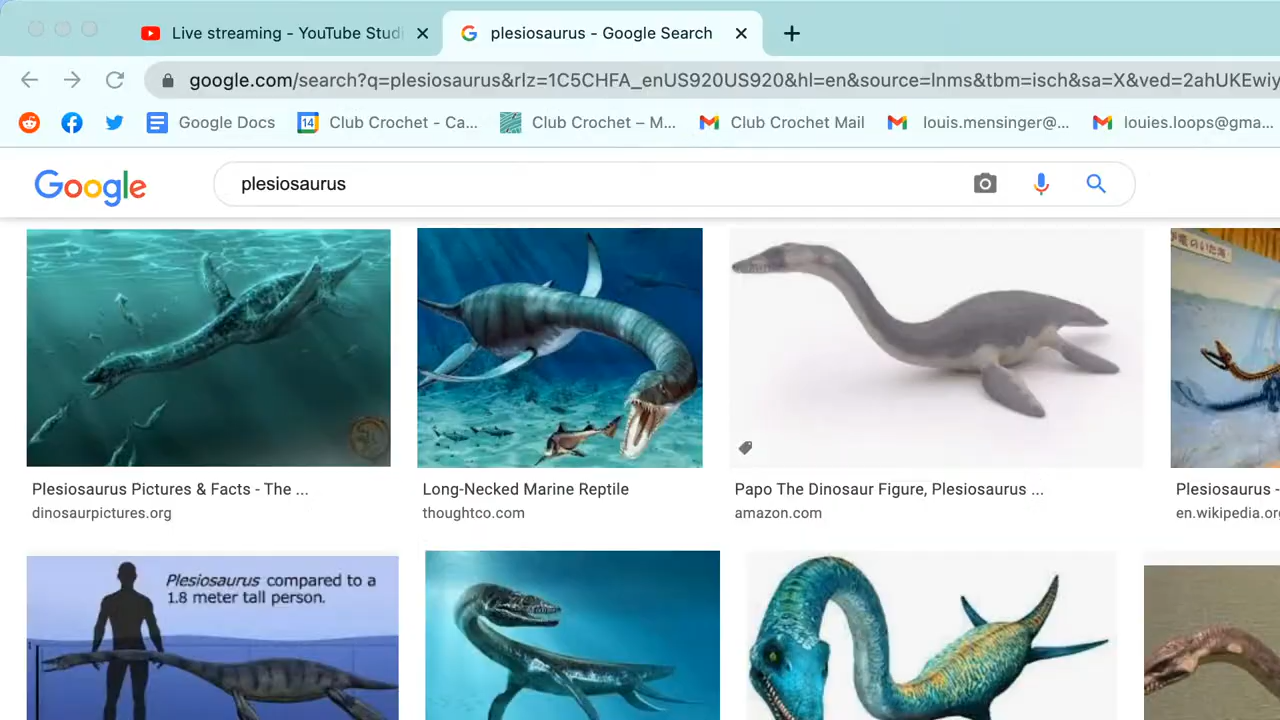 Live streaming - YouTube Studi
plesiosaurus - Google Search
google.com/search?q=plesiosaurus&rlz=1C5CHFA_enUS920US920&hl=en&source=lnms&tbm=isch&sa=X&ved=2ahUKEwiy
Google Docs
14
Club Crochet - Ca...
Club Crochet – M...
Club Crochet Mail
louis.mensinger@...
louies.loops@gma...
Google
plesiosaurus
Plesiosaurus Pictures & Facts - The ...
dinosaurpictures.org
Long-Necked Marine Reptile
thoughtco.com
Papo The Dinosaur Figure, Plesiosaurus ...
amazon.com
Plesiosaurus -
en.wikipedia.or
Plesiosaurus compared to a
1.8 meter tall person.